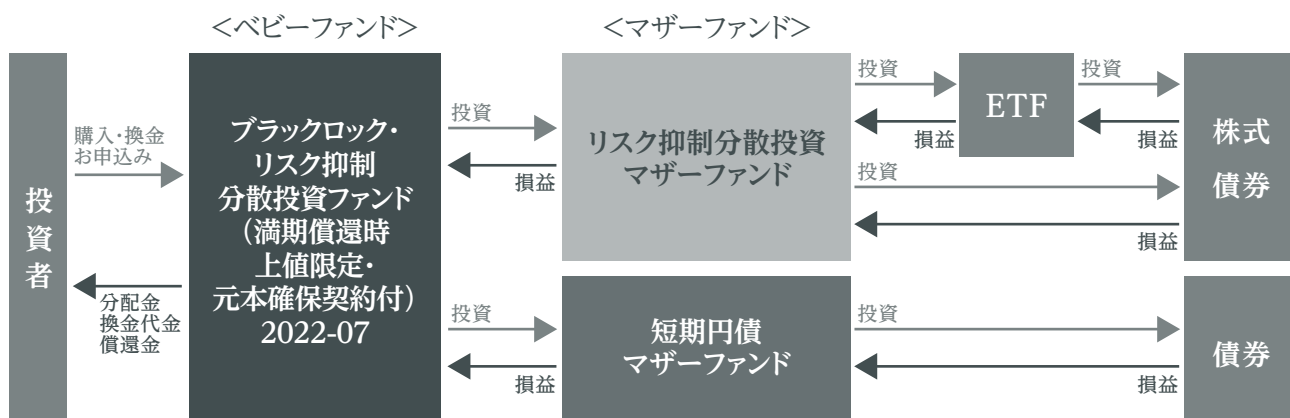 ＜ベビーファンド＞
＜マザーファンド＞
投資者
購入・換金
お申込み
分配金
換金代金
償還金
ブラックロック・
リスク抑制
分散投資ファンド
（満期償還時
上値限定・
元本確保契約付）
2022-07
投資
損益
投資
損益
リスク抑制分散投資
マザーファンド
短期円債
マザーファンド
投資
損益
ETF
投資
損益
投資
損益
株式
債券
投資
損益
債券